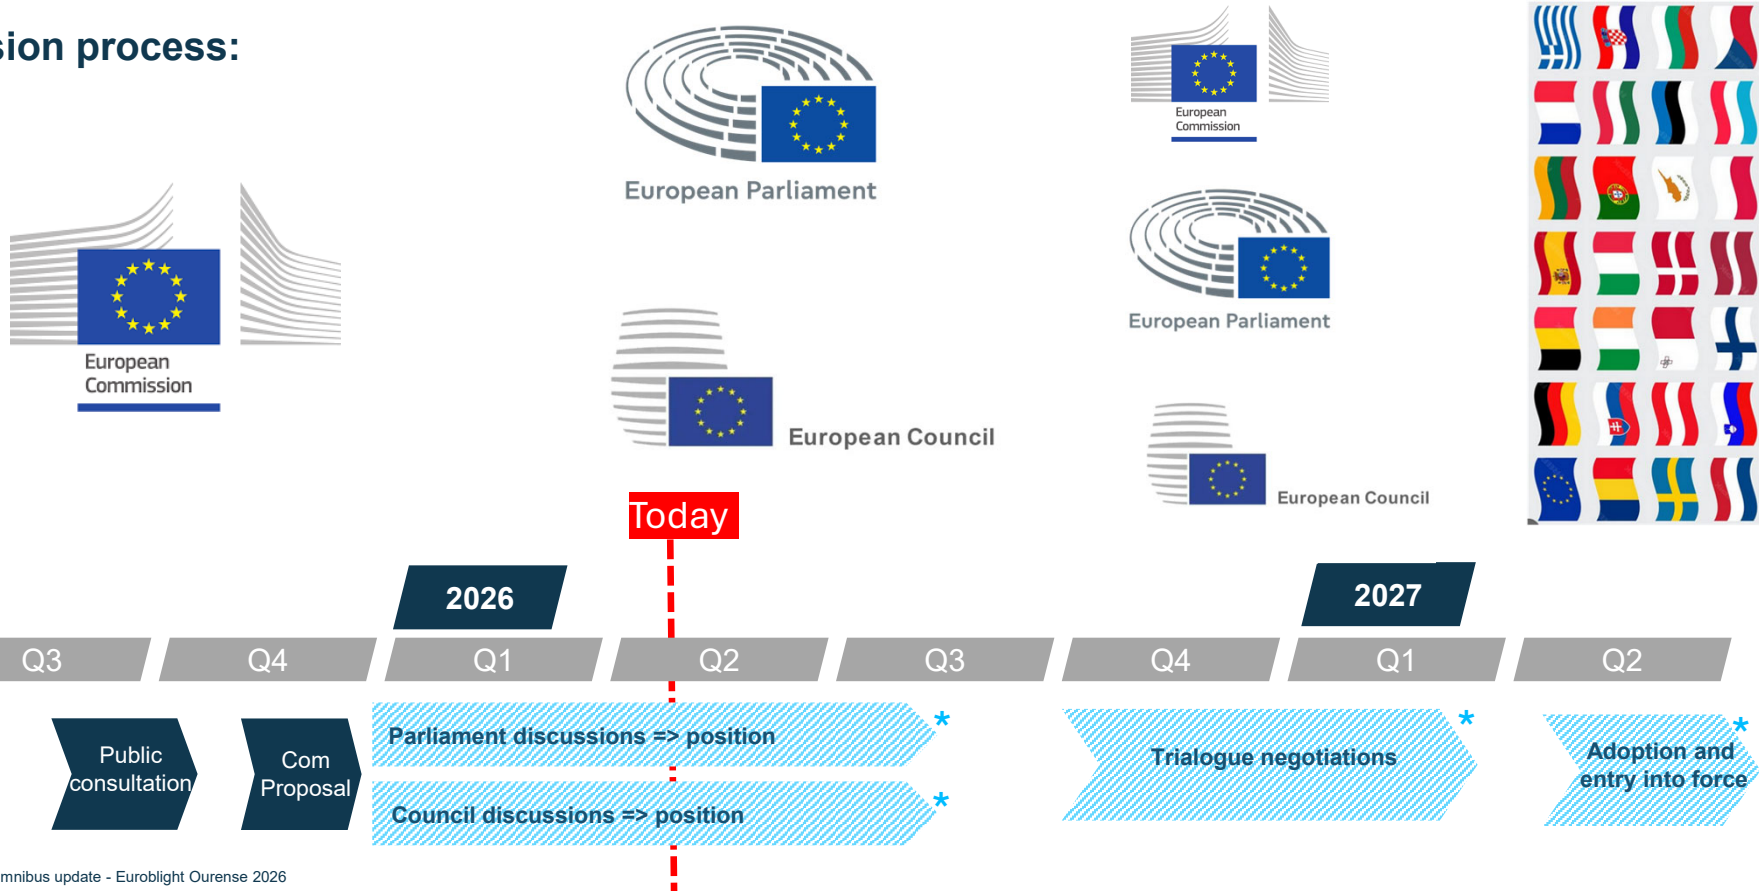 sion process:
European Parliament
European
Commission
European
Commission
European Parliament
European Council
European Council
Today
2026
2027
Q3
Q4
Q1
Q2
Q3
Q4
Q1
Q2
Public
consultation
Com
Proposal
Parliament discussions => position
*
Council discussions => position
*
Trialogue negotiations
*
Adoption and
entry into force
*
mnibus update - Euroblight Ourense 2026